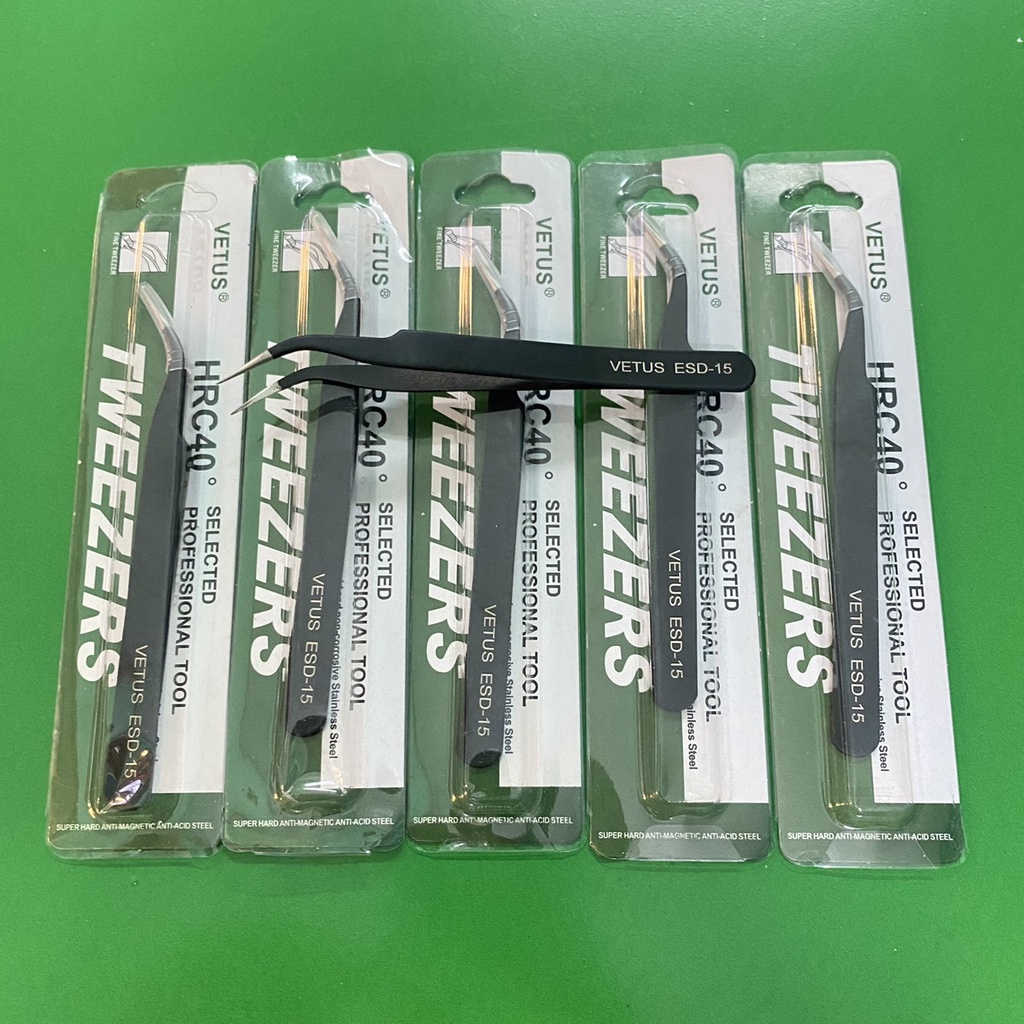 VETUS®
FINE TWEEZER
HRC40°
TWEEZERS
SELECTED
PROFESSIONAL TOOL
VETUS ESD-15
SUPER HARD ANTI-MAGNETIC ANTI-ACID STEEL
VETUS
FINE TWEEZER
RC40°
TWEEZERS
SELECTED
PROFESSIONAL TOOL
corrosive Stainless Steel
VETUS ESD-15
SUPER HARD ANTI-MAGNETIC ANTI-ACID STEEL
VETUS®
FINE TWEEZER
RC40°
TWEEZERS
SELECTED
PROFESSIONAL TOOL
Stainless Steel
VETUS ESD-15
SUPER HARD ANTI-MAGNETIC ANTI-ACID STEEL
VETUS®
FINE TWEEZER
RC40°
TWEEZERS
SELECTED
PROFESSIONAL TOOL
Stainless Steel
VETUS ESD-15
SUPER HARD ANTI-MAGNETIC ANTI-ACID STEEL
VETUS®
FINE TWEEZER
HRC40°
TWEEZERS
SELECTED
PROFESSIONAL TOOL
Stainless Steel
VETUS ESD-15
SUPER HARD ANTI-MAGNETIC ANTI-ACID STEEL
VETUS ESD-15